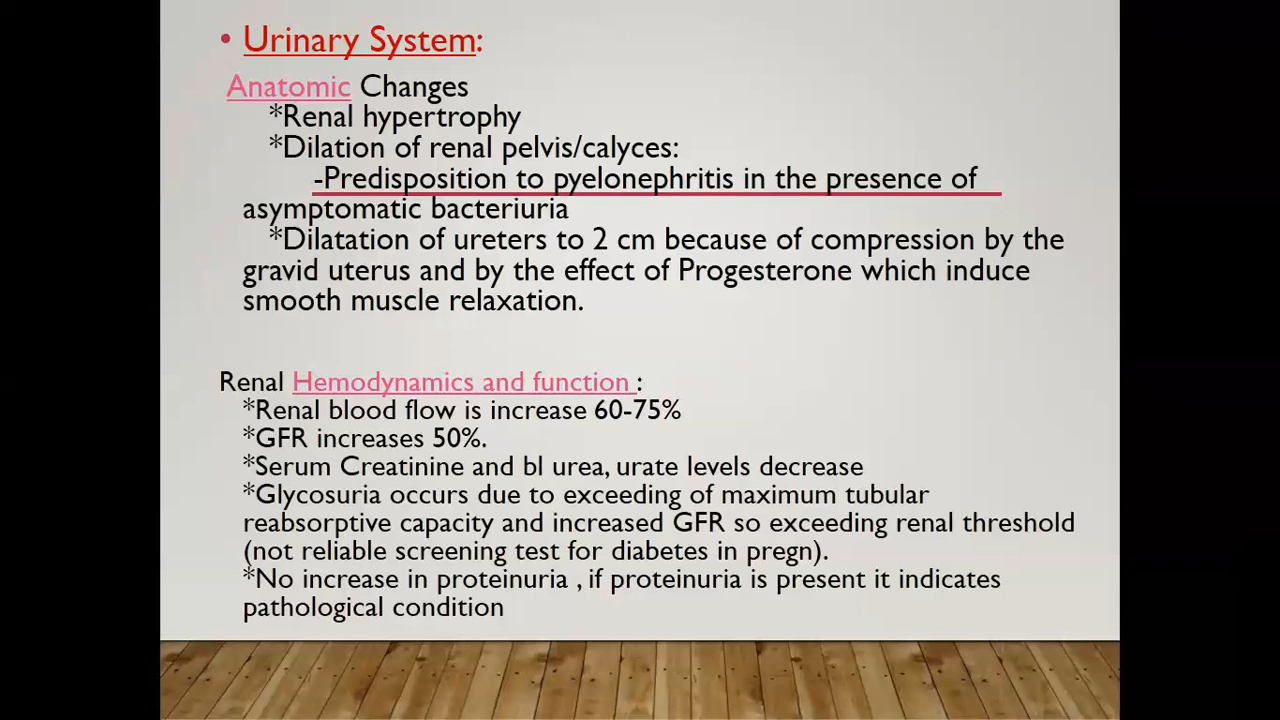 • Urinary System:
Anatomic Changes
*Renal hypertrophy
*Dilation of renal pelvis/calyces:
-Predisposition to pyelonephritis in the presence of
asymptomatic bacteriuria
*Dilatation of ureters to 2 cm because of compression by the
gravid uterus and by the effect of Progesterone which induce
smooth muscle relaxation.
Renal Hemodynamics and function :
*Renal blood flow is increase 60-75%
*GFR increases 50%.
*Serum Creatinine and bl urea, urate levels decrease
*Glycosuria occurs due to exceeding of maximum tubular
reabsorptive capacity and increased GFR so exceeding renal threshold
(not reliable screening test for diabetes in pregn).
*No increase in proteinuria , if proteinuria is present it indicates
pathological condition